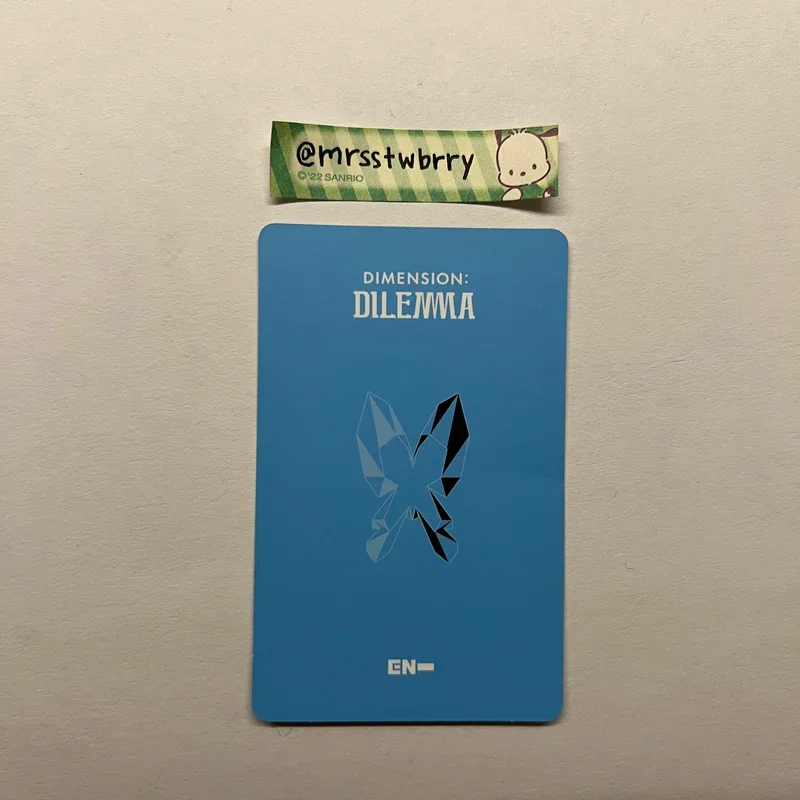 @mrsstwbrry
© '22 SANRIO
DIMENSION:
DILEMMA
EN-